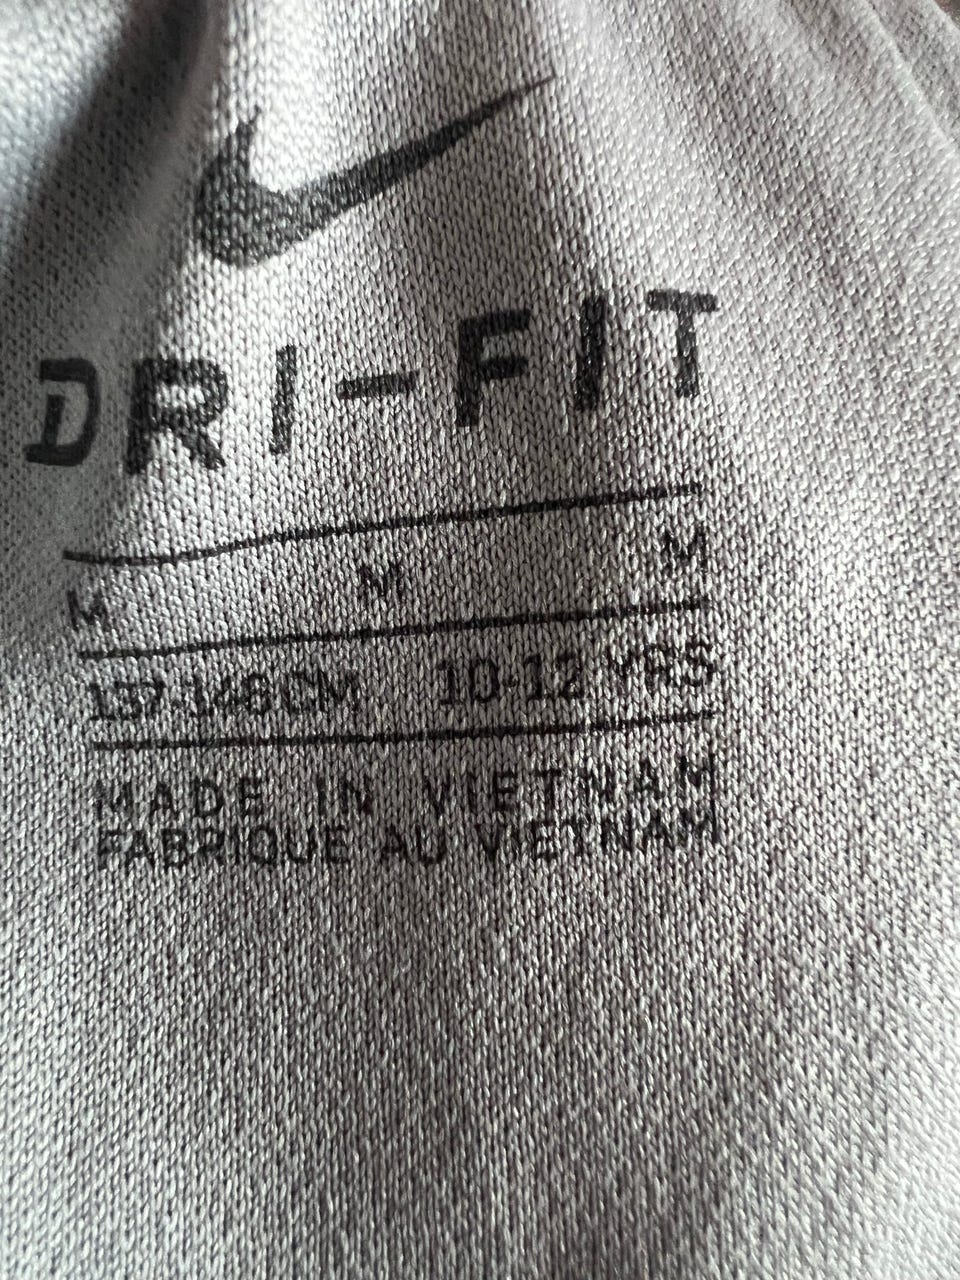 DRI-FIT
M M M
137-146CM 10-12 YRS
MADE IN VIETNAM
FABRIQUE AU VIETNAM